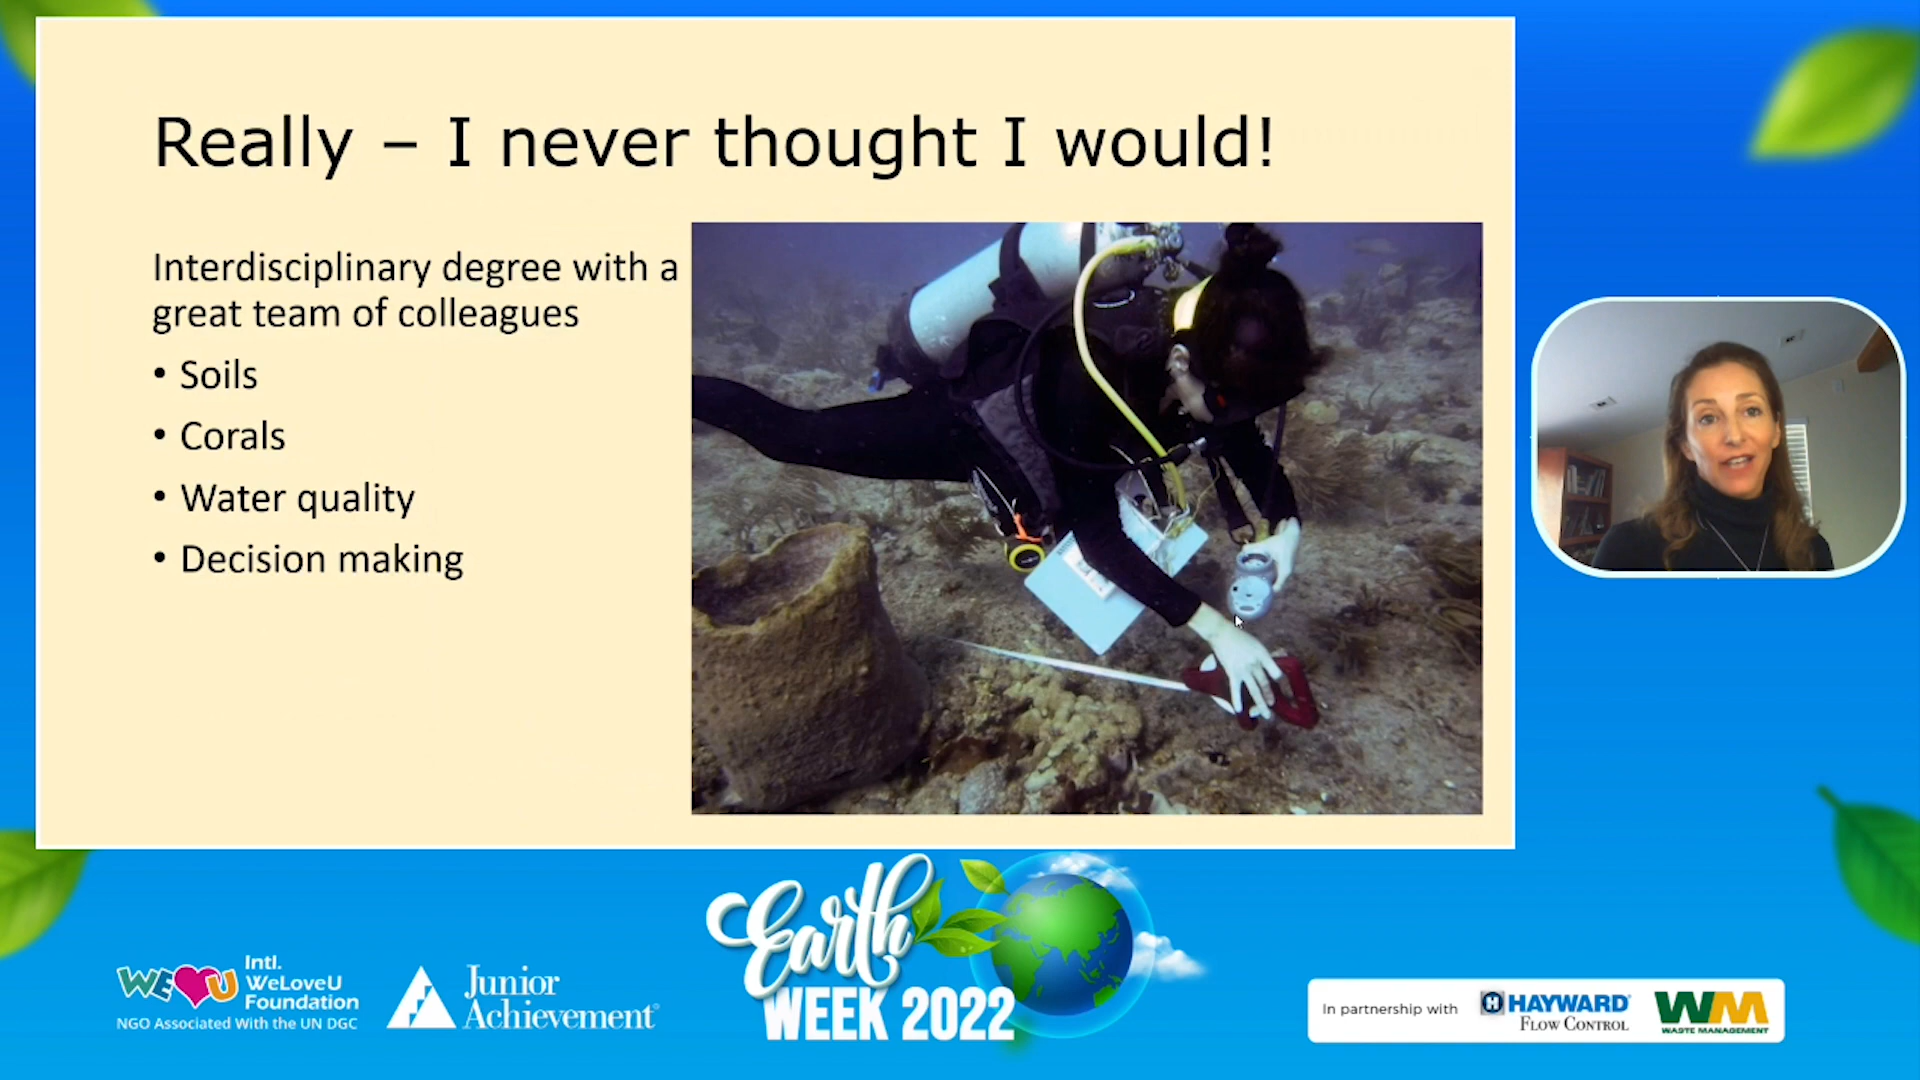 Really – I never thought I would!
Interdisciplinary degree with a
great team of colleagues
• Soils
• Corals
• Water quality
• Decision making
Earth
WEEK 2022
WE U
Intl.
WeLoveU
Foundation
NGO Associated With the UN DGC
Junior
Achievement®
In partnership with
H HAYWARD®
FLOW CONTROL
WM
WASTE MANAGEMENT